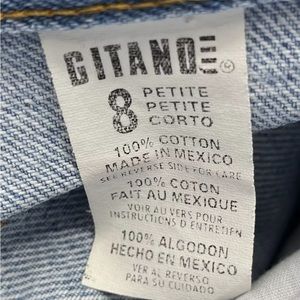 GITANO
8 PETITE
PETITE
CORTO
100% COTTON
MADE IN MEXICO
SEE REVERSE SIDE FOR CARE
100% COTON
FAIT AU MEXIQUE
VOIR AU VERS POUR
INSTRUCTIONS D'ENTREDEN
100% ALGODON
HECHO EN MEXICO
VER AL REVERSO
PARA SU CUIDADO